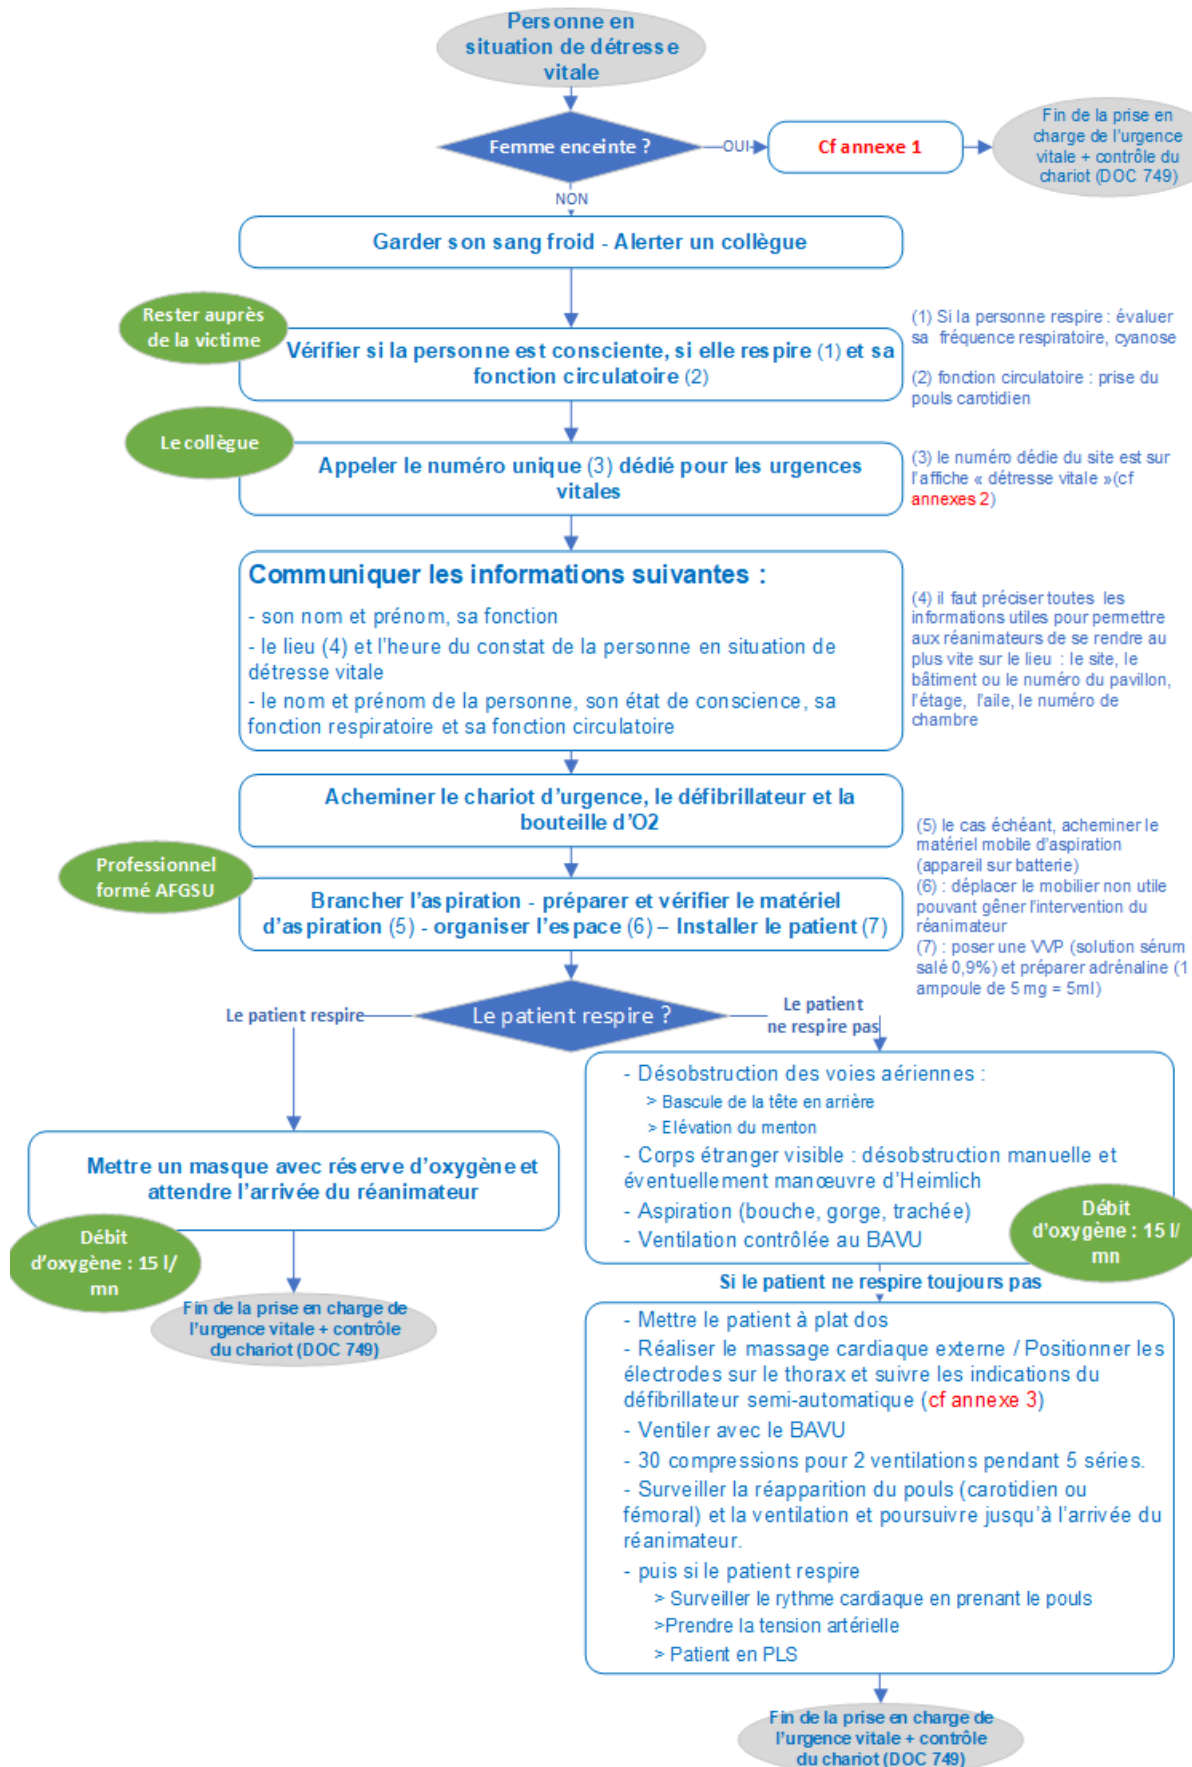 Personne en
situation de détresse
vitale
Femme enceinte ?
OUI
Cf annexe 1
Fin de la prise en
charge de l'urgence
vitale + contrôle du
chariot (DOC 749)
NON
Garder son sang froid - Alerter un collègue
Rester auprès
de la victime
Vérifier si la personne est consciente, si elle respire (1) et sa
fonction circulatoire (2)
(1) Si la personne respire : évaluer
sa fréquence respiratoire, cyanose
(2) fonction circulatoire : prise du
pouls carotidien
Le collègue
Appeler le numéro unique (3) dédié pour les urgences
vitales
(3) le numéro dédie du site est sur
l'affiche « détresse vitale »(cf
annexes 2)
Communiquer les informations suivantes :
- son nom et prénom, sa fonction
- le lieu (4) et l'heure du constat de la personne en situation de
détresse vitale
- le nom et prénom de la personne, son état de conscience, sa
fonction respiratoire et sa fonction circulatoire
(4) il faut préciser toutes les
informations utiles pour permettre
aux réanimateurs de se rendre au
plus vite sur le lieu : le site, le
bâtiment ou le numéro du pavillon,
l'étage, l'aile, le numéro de
chambre
Acheminer le chariot d'urgence, le défibrillateur et la
bouteille d'O2
Professionnel
formé AFGSU
Brancher l'aspiration - préparer et vérifier le matériel
d'aspiration (5) - organiser l'espace (6) – Installer le patient (7)
(5) le cas échéant, acheminer le
matériel mobile d'aspiration
(appareil sur batterie)
(6) : déplacer le mobilier non utile
pouvant gêner l'intervention du
réanimateur
(7) : poser une VVP (solution sérum
salé 0,9%) et préparer adrénaline (1
ampoule de 5 mg = 5ml)
Le patient respire
Le patient respire ?
Le patient
ne respire pas
Mettre un masque avec réserve d'oxygène et
attendre l'arrivée du réanimateur
Débit
d'oxygène : 15 l/
mn
Fin de la prise en charge de
l'urgence vitale + contrôle
du chariot (DOC 749)
- Désobstruction des voies aériennes :
> Bascule de la tête en arrière
> Elévation du menton
- Corps étranger visible : désobstruction manuelle et
éventuellement manœuvre d'Heimlich
- Aspiration (bouche, gorge, trachée)
- Ventilation contrôlée au BAVU
Débit
d'oxygène : 15 l/
mn
Si le patient ne respire toujours pas
- Mettre le patient à plat dos
- Réaliser le massage cardiaque externe / Positionner les
électrodes sur le thorax et suivre les indications du
défibrillateur semi-automatique (cf annexe 3)
- Ventiler avec le BAVU
- 30 compressions pour 2 ventilations pendant 5 séries.
- Surveiller la réapparition du pouls (carotidien ou
fémoral) et la ventilation et poursuivre jusqu'à l'arrivée du
réanimateur.
- puis si le patient respire
> Surveiller le rythme cardiaque en prenant le pouls
>Prendre la tension artérielle
> Patient en PLS
Fin de la prise en charge de
l'urgence vitale + contrôle
du chariot (DOC 749)